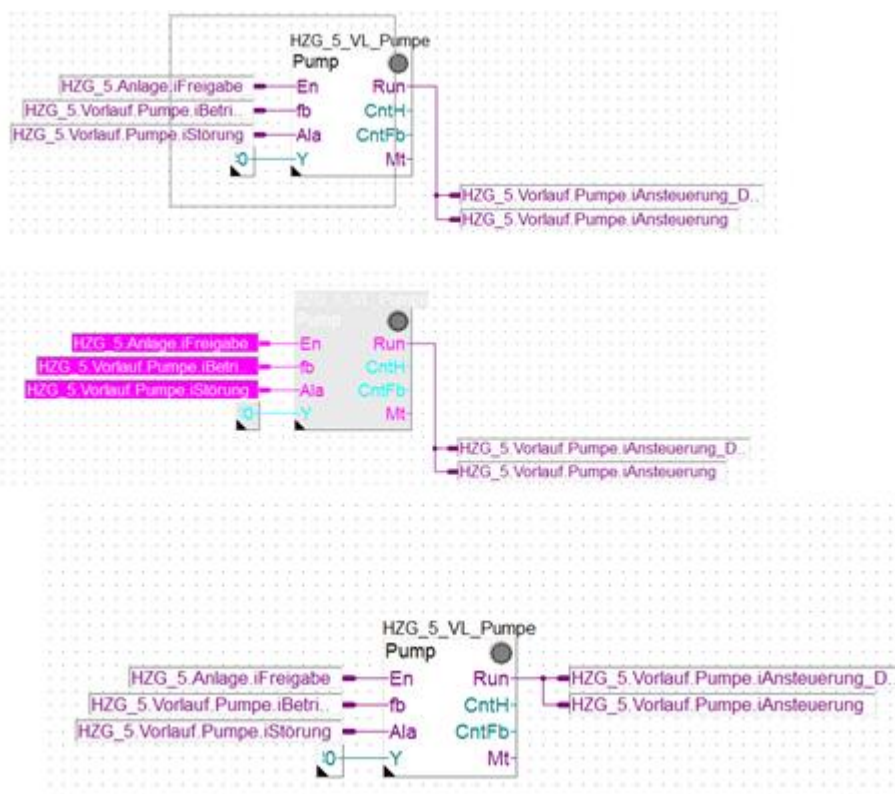 HZG_5_VL_Pumpe
Pump
HZG_5.Anlage.iFreigabe En Run
HZG_5.Vorlauf.Pumpe.iBetri.. fb CntH
HZG_5.Vorlauf.Pumpe.iStörung Ala CntFb
:0 Y Mt
HZG_5.Vorlauf.Pumpe.iAnsteuerung_D..
HZG_5.Vorlauf.Pumpe.iAnsteuerung
HZG_5_VL_Pumpe
Pump
HZG_5.Anlage.iFreigabe En Run
HZG_5.Vorlauf.Pumpe.iBetri.. fb CntH
HZG_5.Vorlauf.Pumpe.iStörung Ala CntFb
:0 Y Mt
HZG_5.Vorlauf.Pumpe.iAnsteuerung_D..
HZG_5.Vorlauf.Pumpe.iAnsteuerung
HZG_5_VL_Pumpe
Pump
HZG_5.Anlage.iFreigabe En Run HZG_5.Vorlauf.Pumpe.iAnsteuerung_D..
HZG_5.Vorlauf.Pumpe.iBetri.. fb CntH HZG_5.Vorlauf.Pumpe.iAnsteuerung
HZG_5.Vorlauf.Pumpe.iStörung Ala CntFb
:0 Y Mt